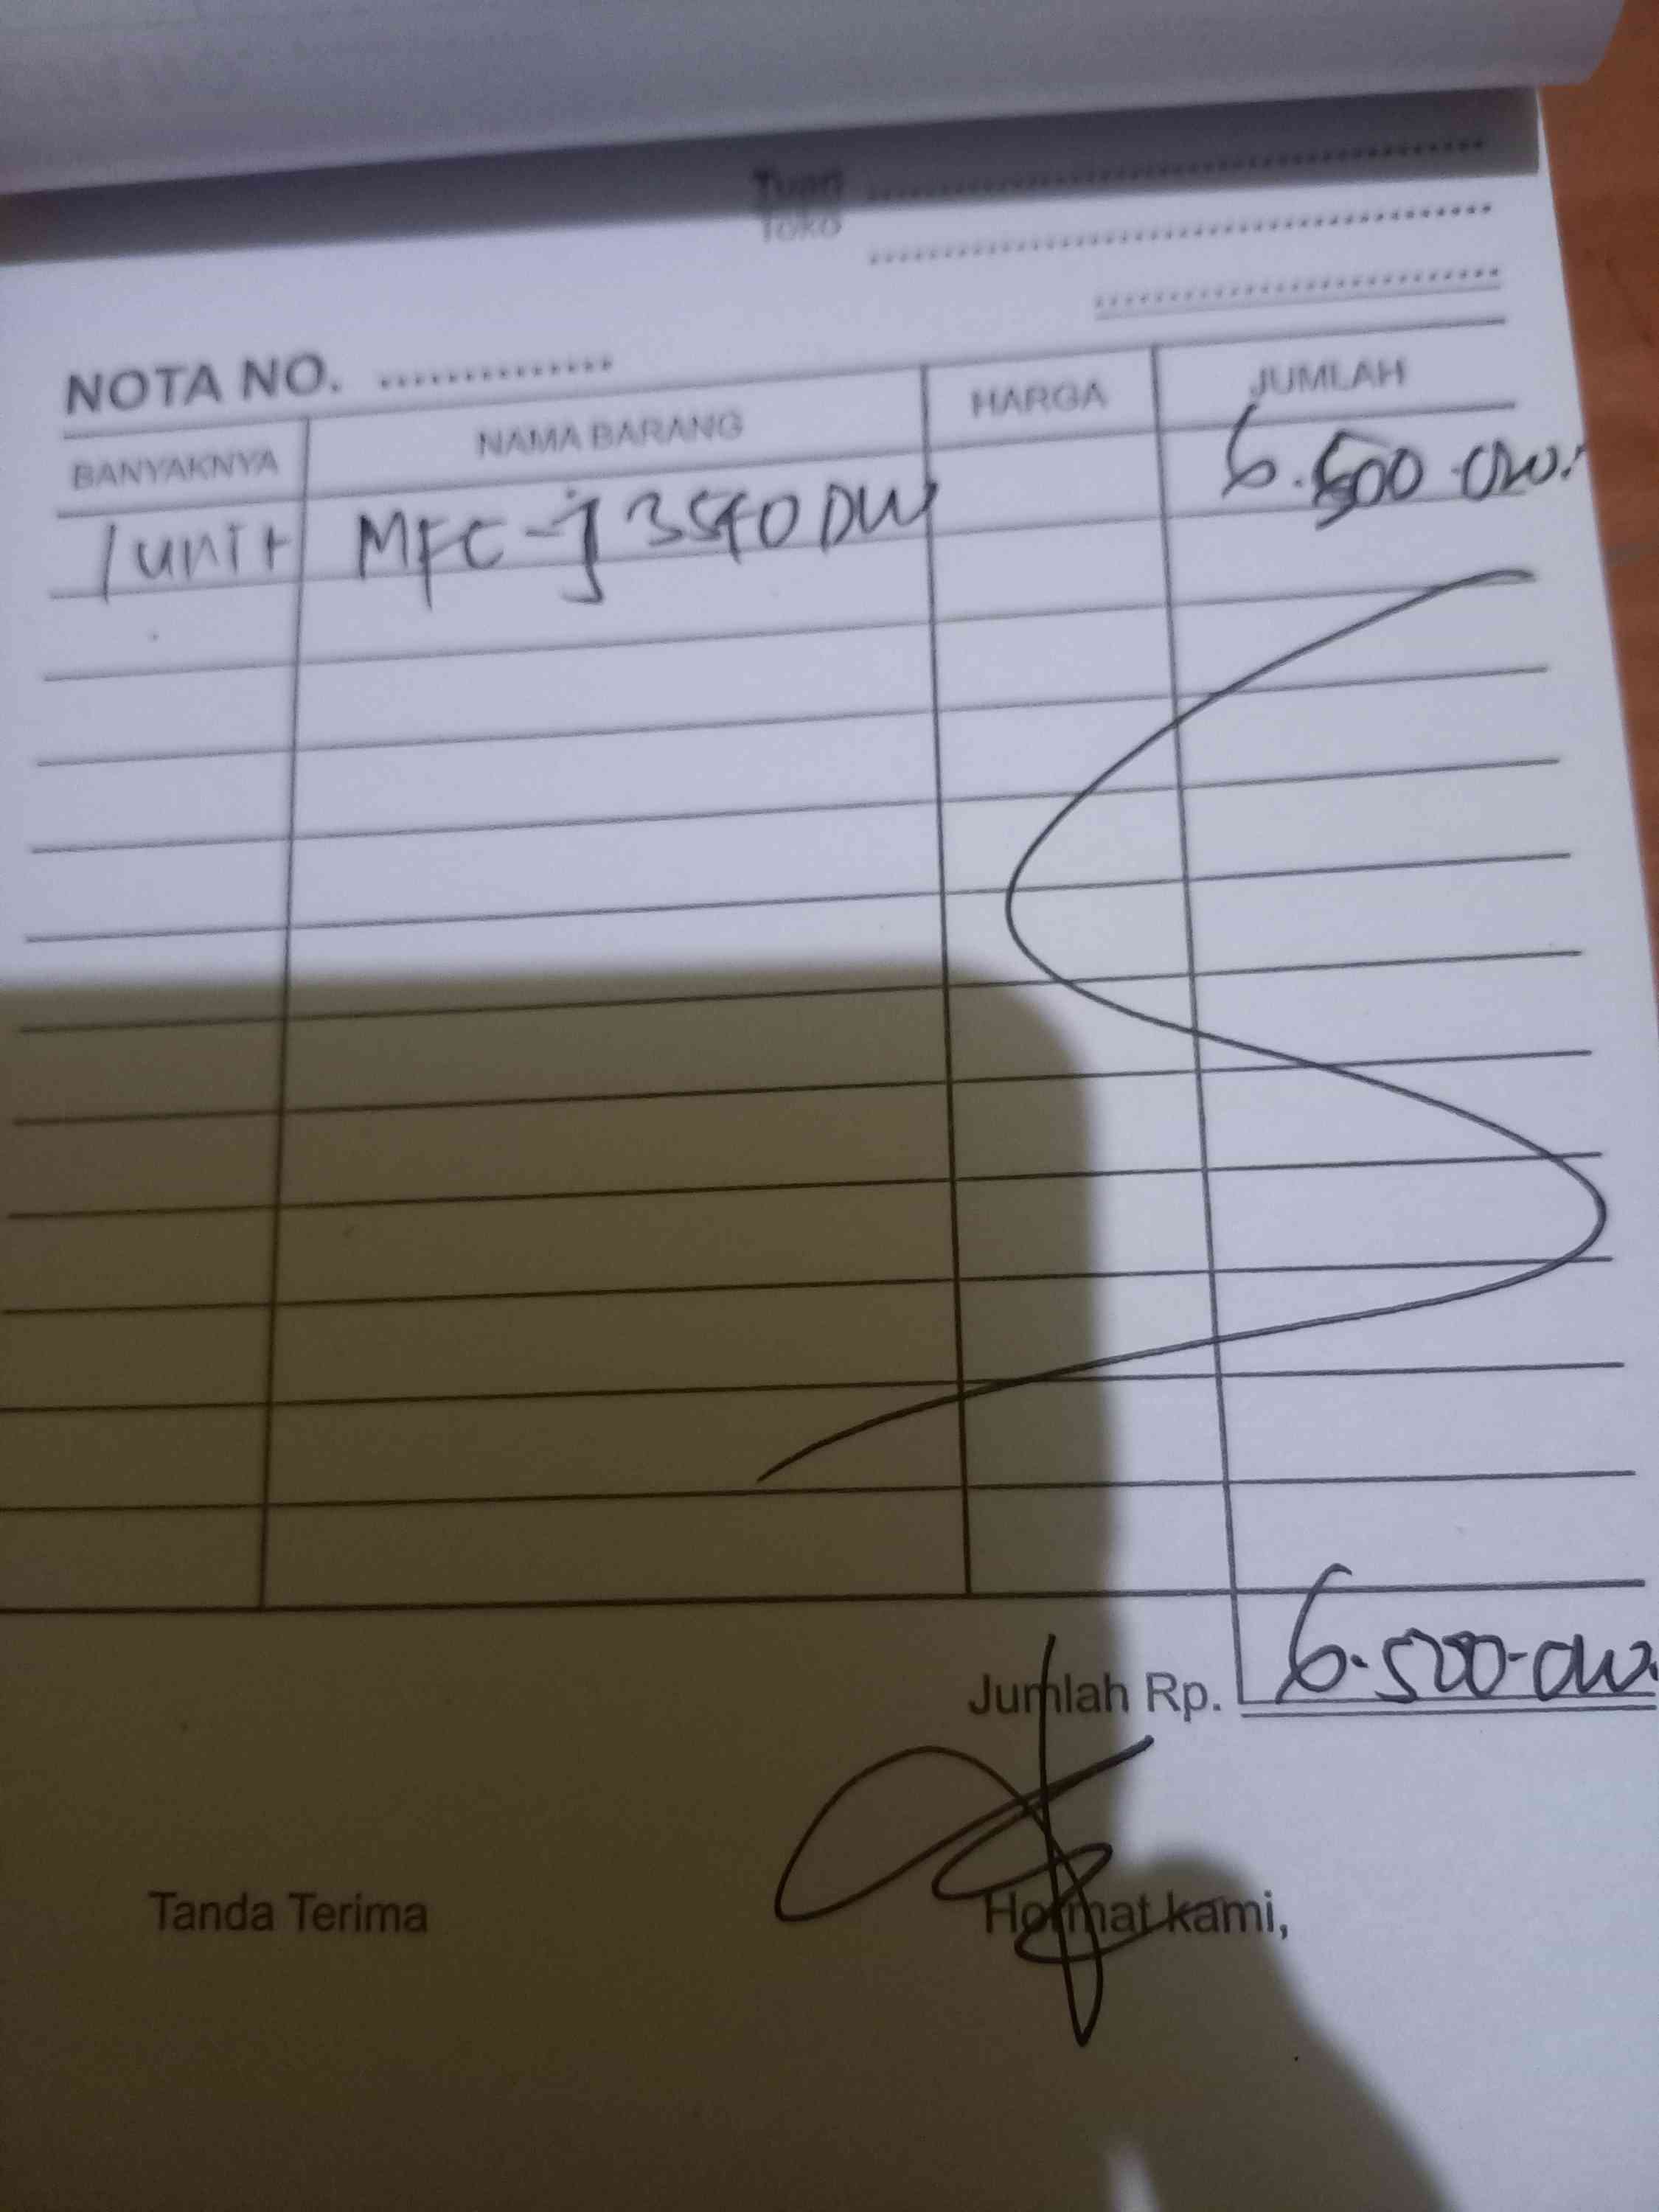 Tuan
Toko
NOTA NO.
BANYAKNYA NAMA BARANG HARGA JUMLAH
1 unit MFC-J3540DW 6.500.000.-
Jumlah Rp. 6.500.000.
Tanda Terima Hormat kami,